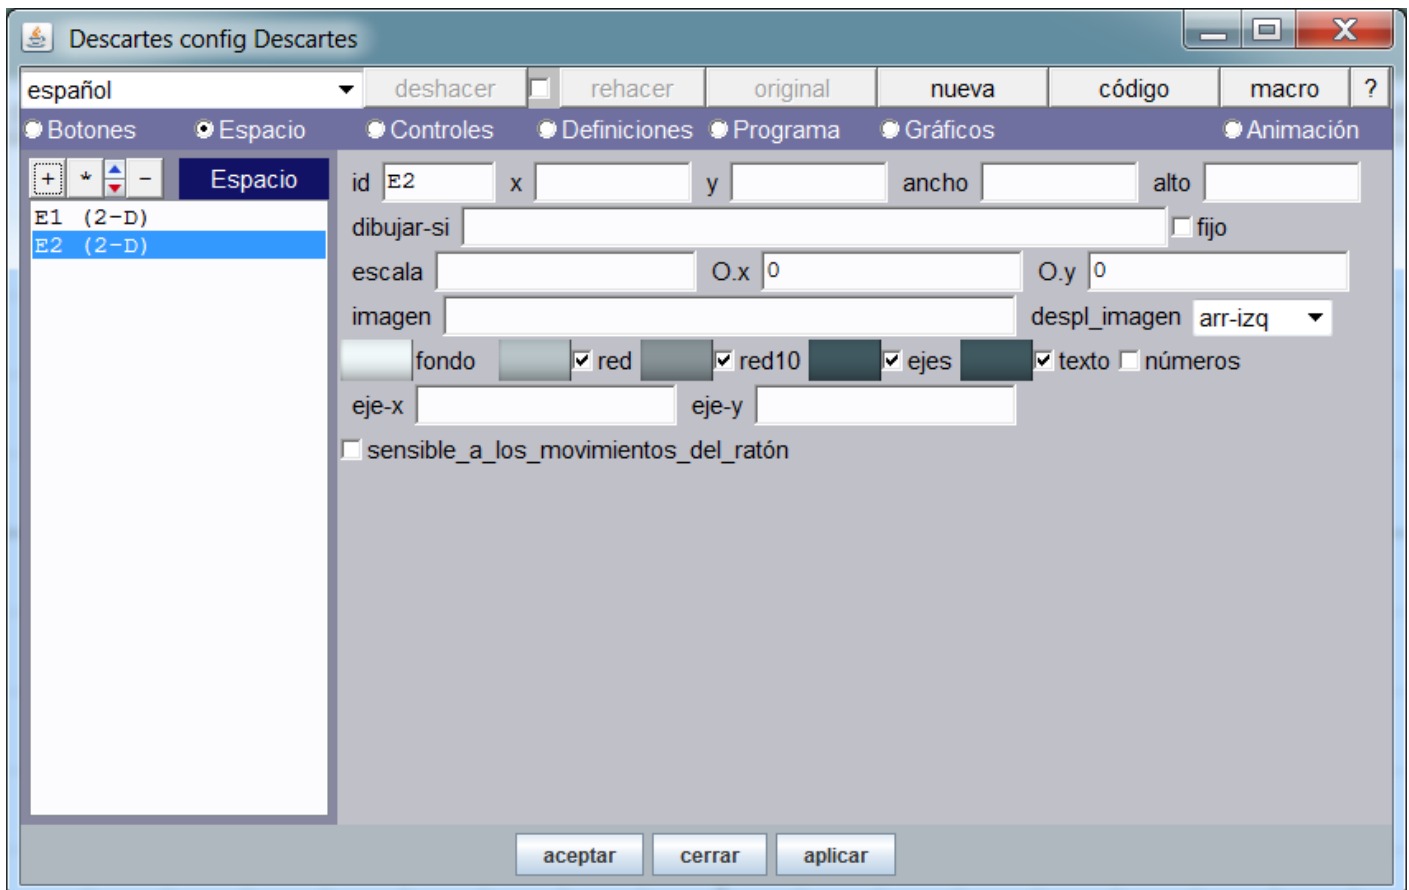 Descartes config Descartes
español deshacer rehacer original nueva código macro ?
Botones Espacio Controles Definiciones Programa Gráficos Animación
+ * - Espacio
E1 (2-D)
E2 (2-D)
id E2 x y ancho alto
dibujar-si fijo
escala O.x 0 O.y 0
imagen despl_imagen arr-izq
fondo red red10 ejes texto números
eje-x eje-y
sensible_a_los_movimientos_del_ratón
aceptar cerrar aplicar